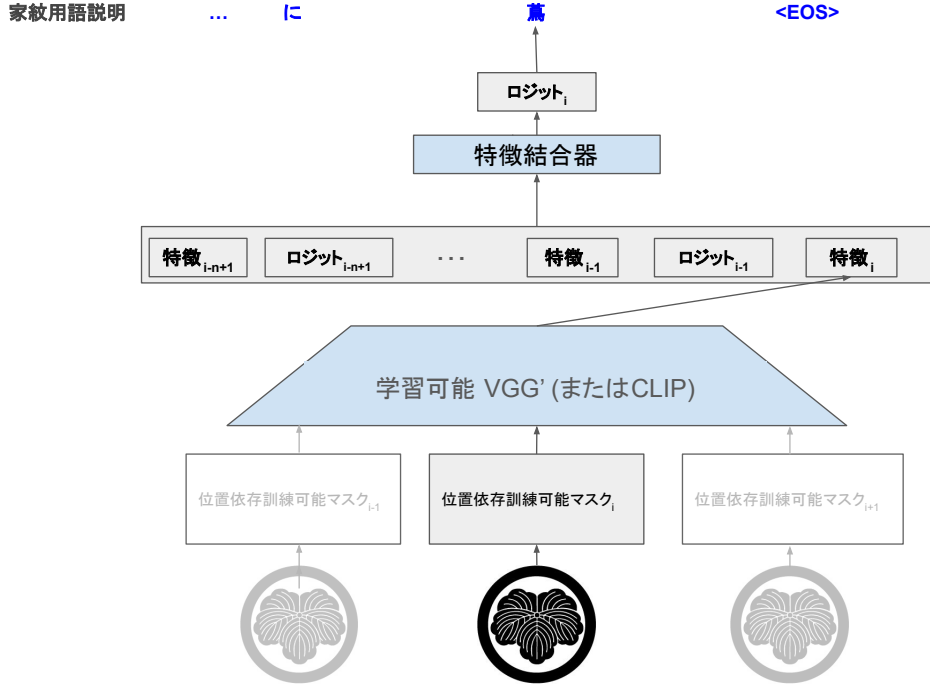 家紋用語説明 … に 蔦 <EOS>
ロジットi
特徴結合器
特徴i-n+1 ロジットi-n+1 ... 特徴i-1 ロジットi-1 特徴i
学習可能 VGG' (またはCLIP)
位置依存訓練可能マスクi-1 位置依存訓練可能マスクi 位置依存訓練可能マスクi+1